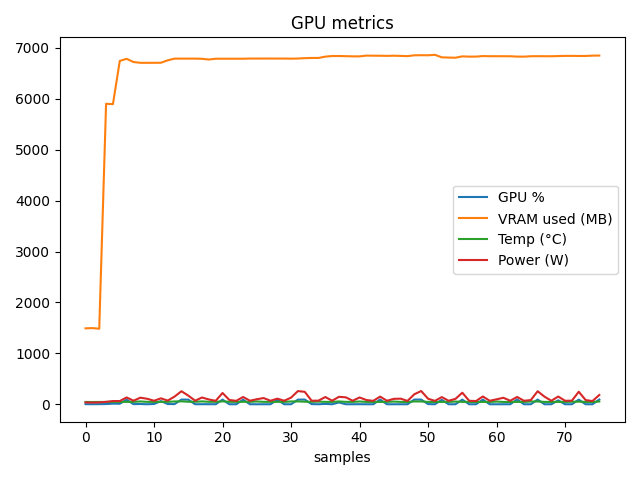 GPU metrics
7000
6000
5000
4000
3000
2000
1000
0
GPU %
VRAM used (MB)
Temp (°C)
Power (W)
0 10 20 30 40 50 60 70
samples